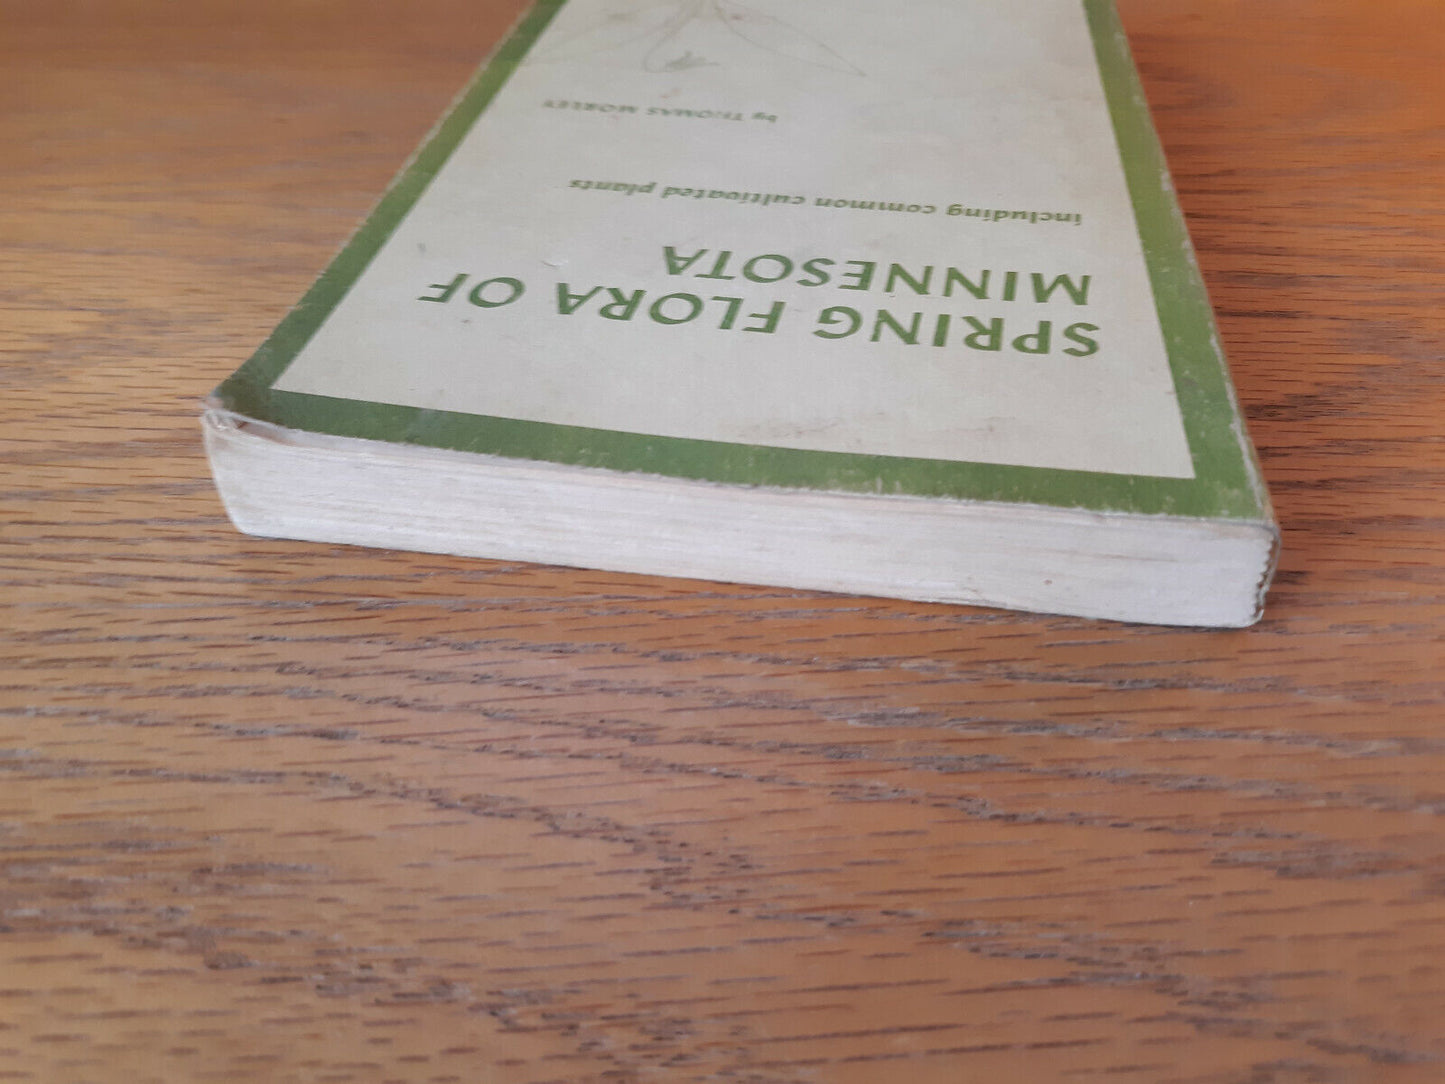 SPRING FLORA OF
MINNESOTA
including common cultivated plants
by THOMAS MORLEY